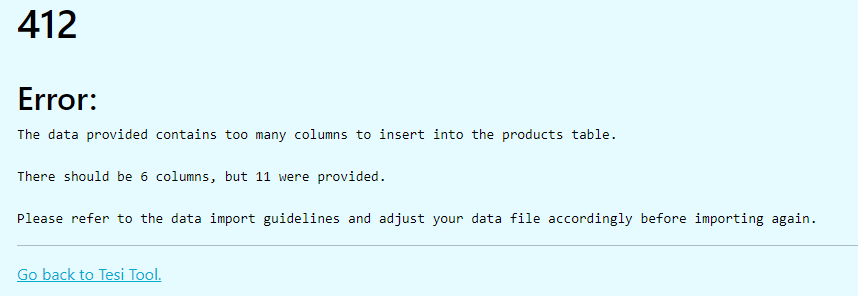 412
Error:
The data provided contains too many columns to insert into the products table.
There should be 6 columns, but 11 were provided.
Please refer to the data import guidelines and adjust your data file accordingly before importing again.
Go back to Tesi Tool.